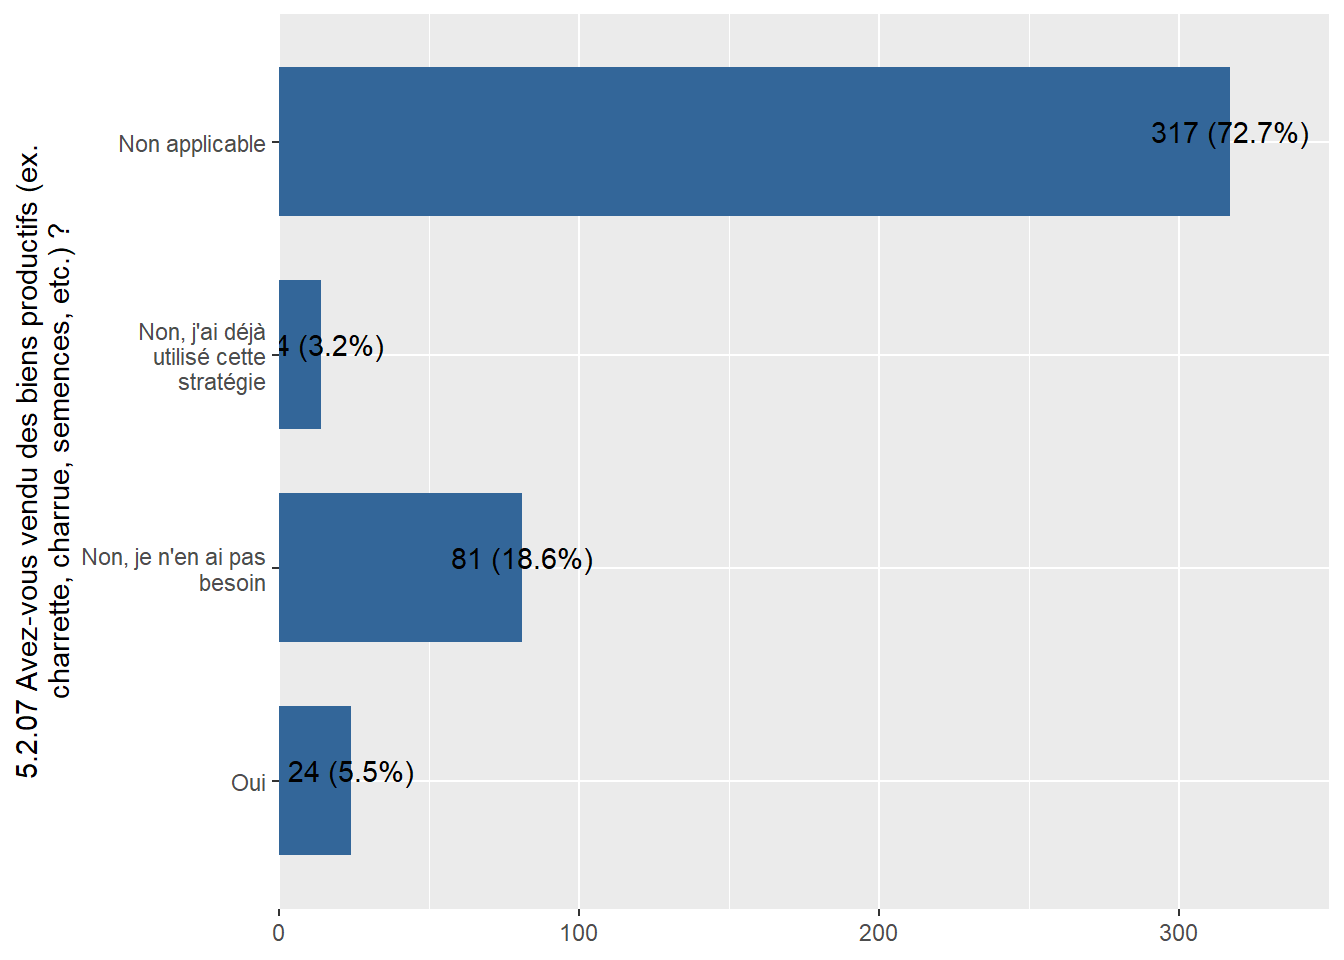 5.2.07 Avez-vous vendu des biens productifs (ex.
charrette, charrue, semences, etc.) ?
Non applicable
317 (72.7%)
Non, j'ai déjà
utilisé cette
stratégie
4 (3.2%)
Non, je n'en ai pas
besoin
81 (18.6%)
Oui
24 (5.5%)
0
100
200
300